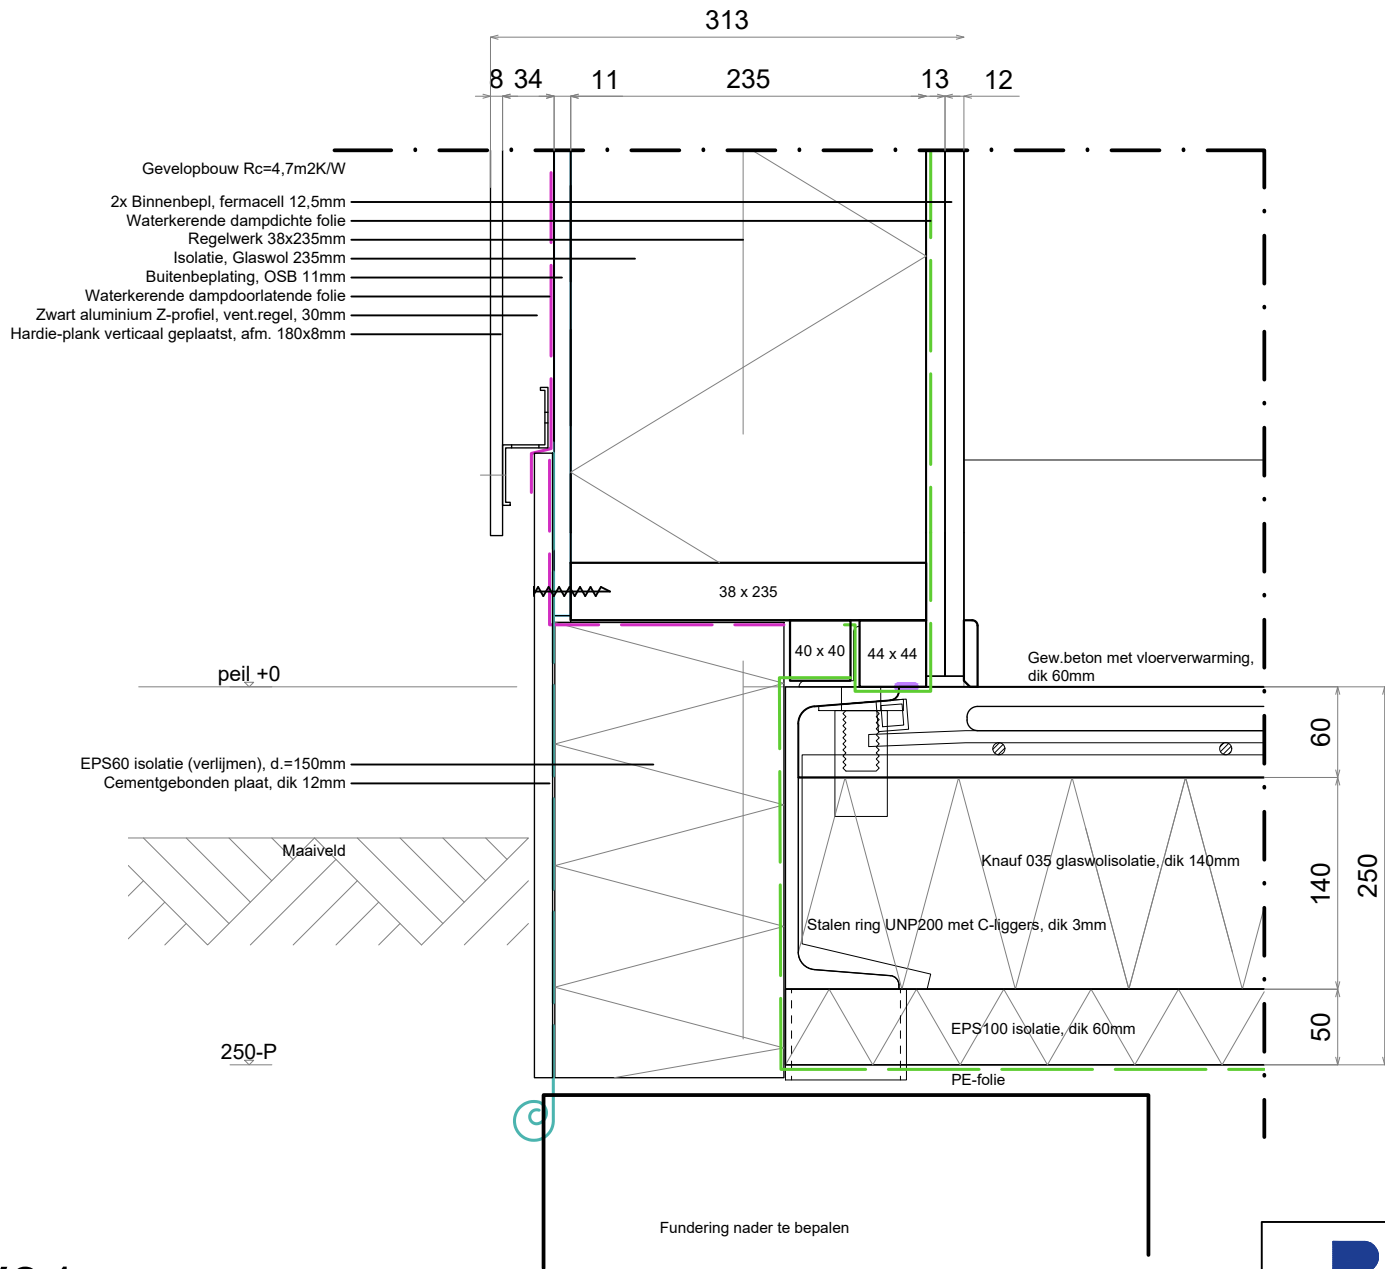 313
8 34 11 235 13 12
Gevelopbouw Rc=4,7m2K/W
2x Binnenbepl, fermacell 12,5mm
Waterkerende dampdichte folie
Regelwerk 38x235mm
Isolatie, Glaswol 235mm
Buitenbeplating, OSB 11mm
Waterkerende dampdoorlatende folie
Zwart aluminium Z-profiel, vent.regel, 30mm
Hardie-plank verticaal geplaatst, afm. 180x8mm
38 x 235
40 x 40
44 x 44
Gew.beton met vloerverwarming,
dik 60mm
peil +0
60
EPS60 isolatie (verlijmen), d.=150mm
Cementgebonden plaat, dik 12mm
Maaiveld
Knauf 035 glaswolisolatie, dik 140mm
140
250
Stalen ring UNP200 met C-liggers, dik 3mm
EPS100 isolatie, dik 60mm
50
250-P
PE-folie
Fundering nader te bepalen